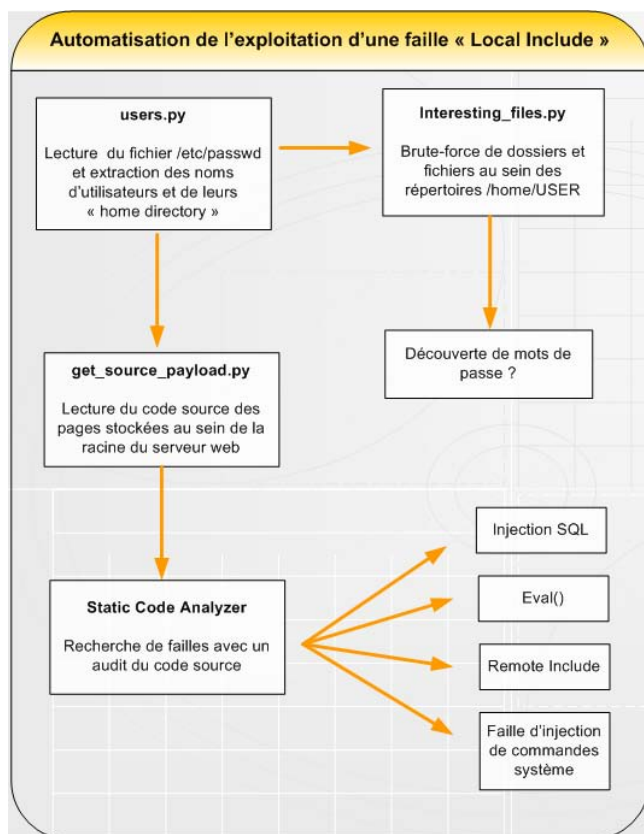 Automatisation de l'exploitation d'une faille « Local Include »
users.py
Lecture du fichier /etc/passwd
et extraction des noms
d'utilisateurs et de leurs
« home directory »
Interesting_files.py
Brute-force de dossiers et
fichiers au sein des
répertoires /home/USER
get_source_payload.py
Lecture du code source des
pages stockées au sein de la
racine du serveur web
Découverte de mots de
passe ?
Static Code Analyzer
Recherche de failles avec un
audit du code source
Injection SQL
Eval()
Remote Include
Faille d'injection
de commandes
système